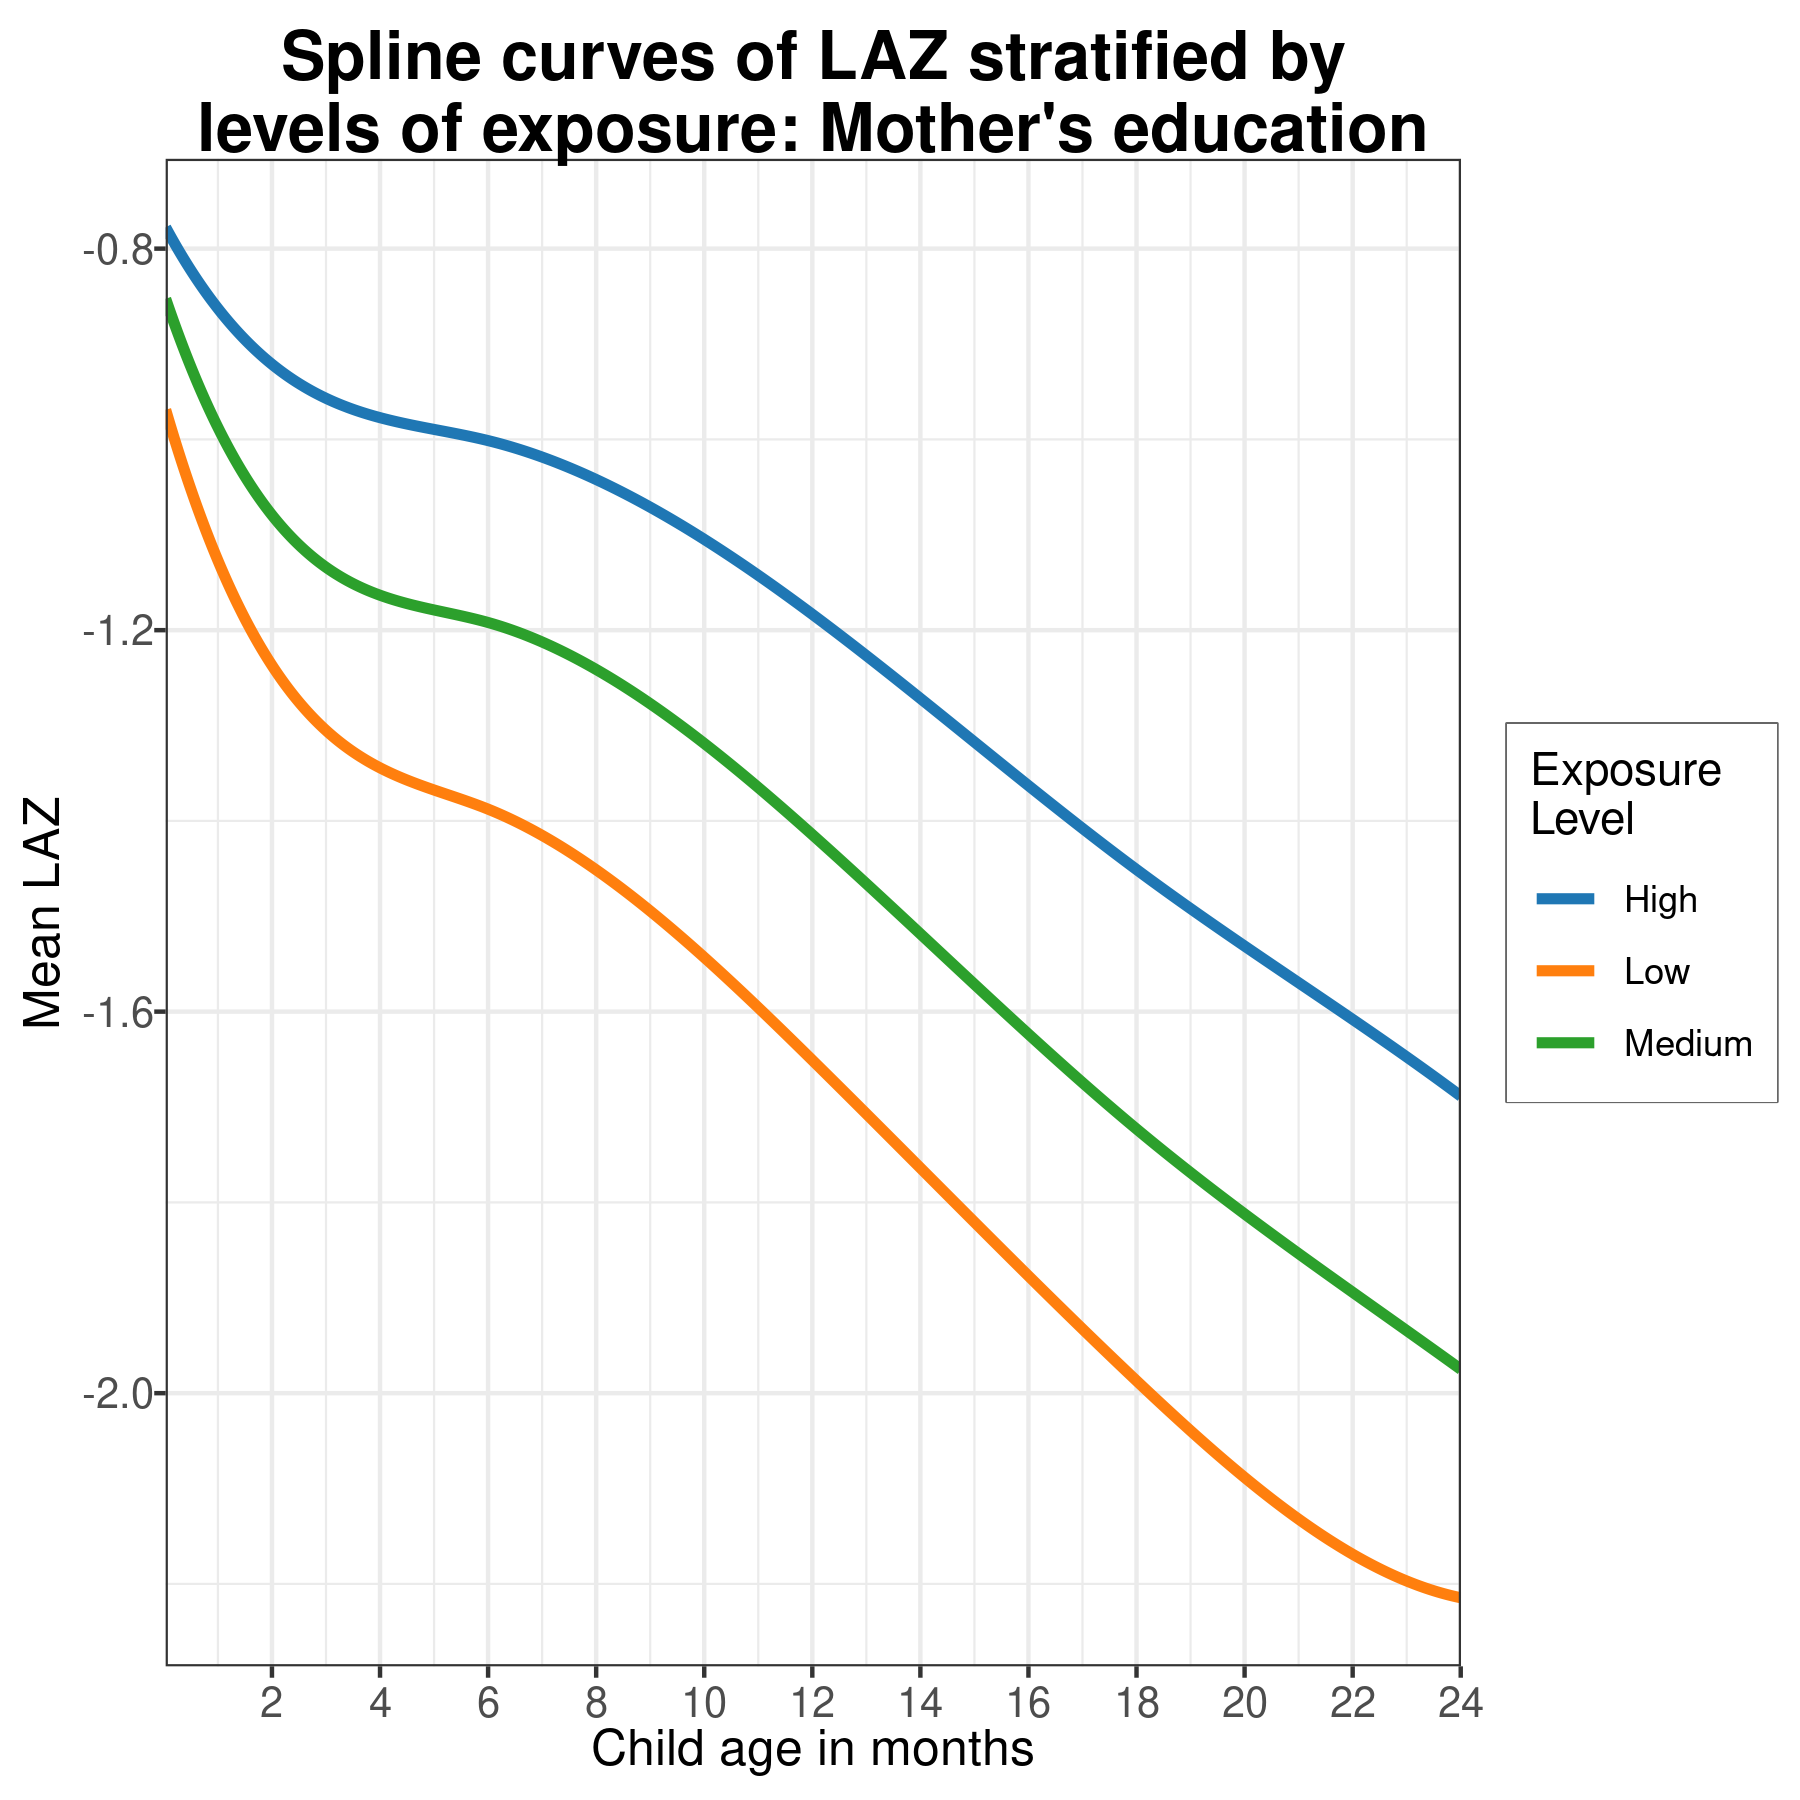 Spline curves of LAZ stratified by
levels of exposure: Mother's education
Mean LAZ
-0.8
-1.2
-1.6
-2.0
2 4 6 8 10 12 14 16 18 20 22 24
Child age in months
Exposure
Level
High
Low
Medium